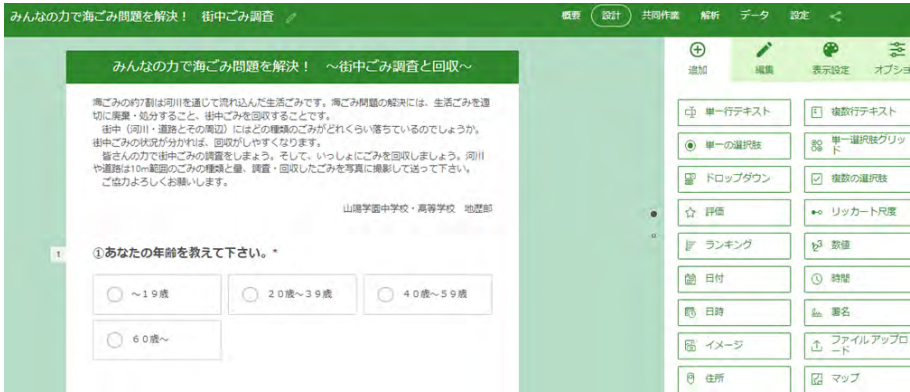 みんなの力で海ごみ問題を解決！ 街中ごみ調査
概要 設計 共同作業 解析 データ 設定
みんなの力で海ごみ問題を解決！ ～街中ごみ調査と回収～
海ごみの約7割は河川を通じて流れ込んだ生活ごみです。海ごみ問題の解決には、生活ごみを適
切に廃棄・処分すること、街中ごみを回収することです。
街中（河川・道路とその周辺）にはどの種類のごみがどれくらい落ちているのでしょうか。
街中ごみの状況が分かれば、回収がしやすくなります。
皆さんの力で街中ごみの調査をしましょう。そして、いっしょにごみを回収しましょう。河川
や道路は10m範囲のごみの種類と量、調査・回収したごみを写真に撮影して送って下さい。
ご協力よろしくお願いします。
山陽学園中学校・高等学校 地歴部
1
①あなたの年齢を教えて下さい。*
～１９歳
２０歳～３９歳
４０歳～５９歳
６０歳～
追加 編集 表示設定 オプショ
単一行テキスト
複数行テキスト
単一の選択肢
単一選択肢グリッ
ド
ドロップダウン
複数の選択肢
評価
リッカート尺度
ランキング
数値
日付
時間
日時
署名
イメージ
ファイル アップロ
ード
住所
マップ